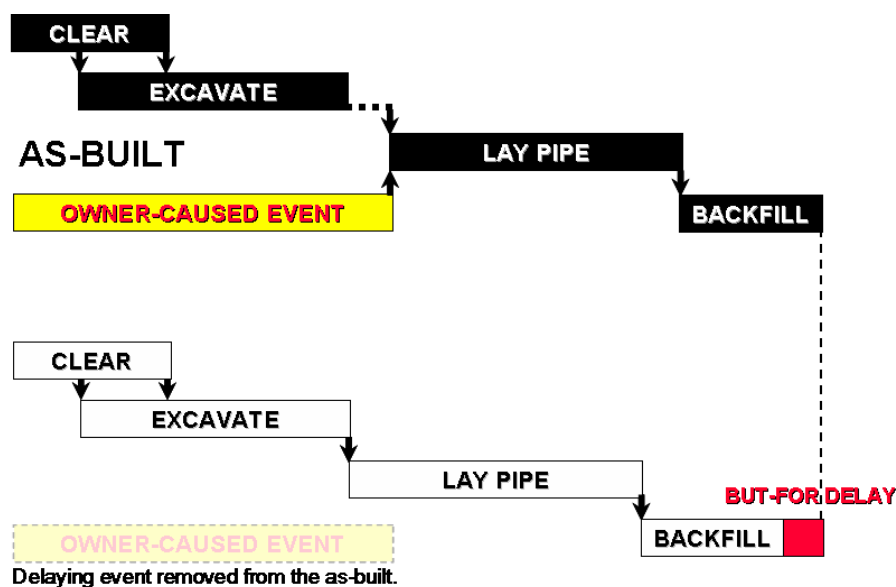 CLEAR
EXCAVATE
AS-BUILT
LAY PIPE
OWNER-CAUSED EVENT
BACKFILL
CLEAR
EXCAVATE
LAY PIPE
BUT-FOR DELAY
OWNER-CAUSED EVENT
BACKFILL
Delaying event removed from the as-built.